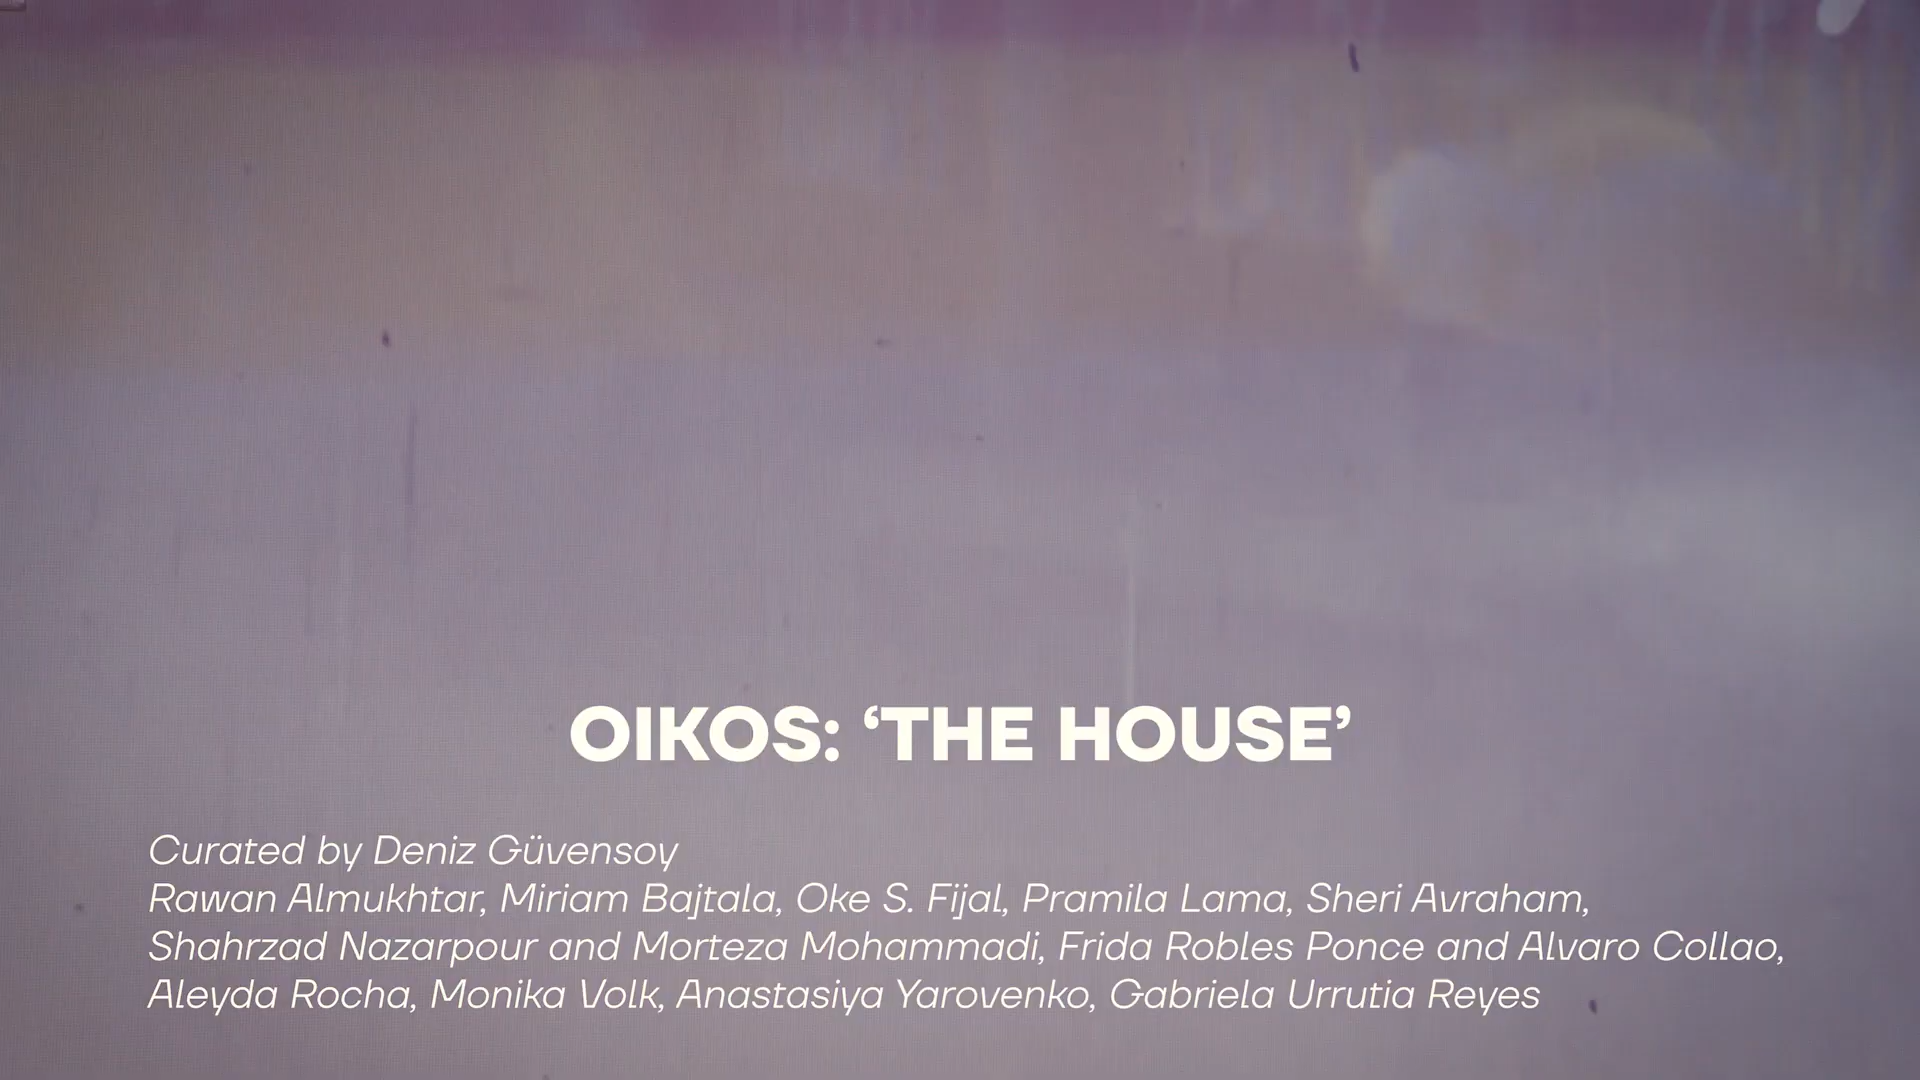 OIKOS: ‘THE HOUSE’
Curated by Deniz Güvensoy
Rawan Almukhtar, Miriam Bajtala, Oke S. Fijal, Pramila Lama, Sheri Avraham,
Shahrzad Nazarpour and Morteza Mohammadi, Frida Robles Ponce and Alvaro Collao,
Aleyda Rocha, Monika Volk, Anastasiya Yarovenko, Gabriela Urrutia Reyes